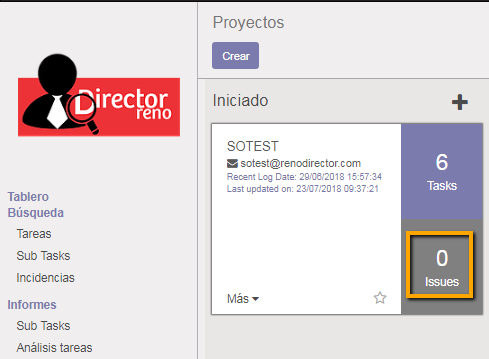 Director
reno
Tablero
Búsqueda
Tareas
Sub Tasks
Incidencias
Informes
Sub Tasks
Análisis tareas
Proyectos
Crear
Iniciado
SOTEST
sotest@renodirector.com
Recent Log Date: 29/06/2018 15:57:34
Last updated on: 23/07/2018 09:37:21
Más
6
Tasks
0
Issues